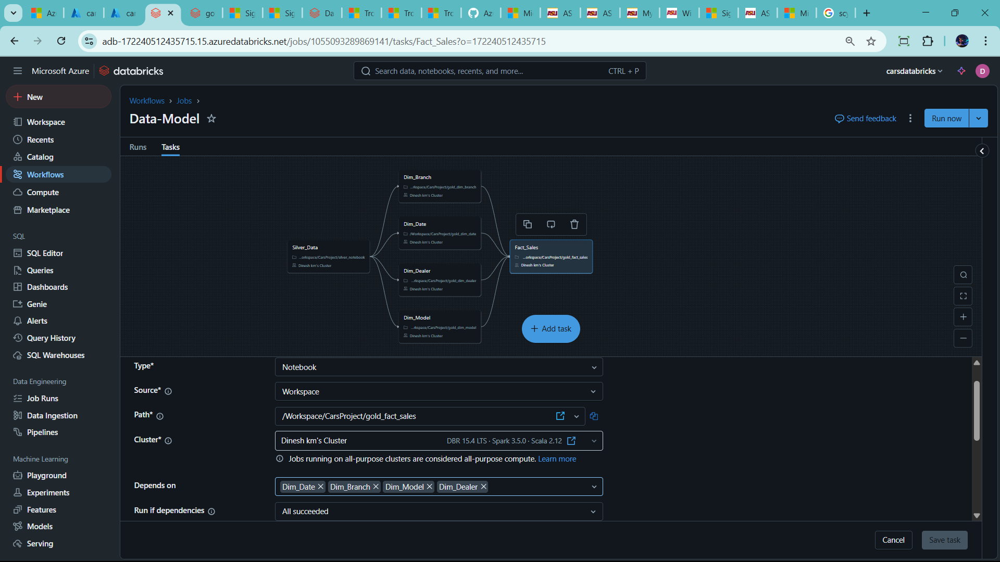 Az
car
car
go
Sig
Sig
Da
Tro
Tro
Tro
Az
Mi
AS
AS
My
Wi
Sig
AS
Mi
scy
adb-172240512435715.15.azuredatabricks.net/jobs/1055093289869141/tasks/Fact_Sales?o=172240512435715
Microsoft Azure
databricks
Search data, notebooks, recents, and more...
CTRL + P
carsdatabricks
D
New
Workspace
Recents
Catalog
Workflows
Compute
Marketplace
SQL
SQL Editor
Queries
Dashboards
Genie
Alerts
Query History
SQL Warehouses
Data Engineering
Job Runs
Data Ingestion
Pipelines
Machine Learning
Playground
Experiments
Features
Models
Serving
Workflows › Jobs ›
Data-Model
Send feedback
Run now
Runs
Tasks
Silver_Data
...orkspace/CarsProject/silver_notebook
Dinesh km's Cluster
Dim_Branch
...rkspace/CarsProject/gold_dim_branch
Dinesh km's Cluster
Dim_Date
/Workspace/CarsProject/gold_dim_date
Dinesh km's Cluster
Dim_Dealer
...rkspace/CarsProject/gold_dim_dealer
Dinesh km's Cluster
Dim_Model
...rkspace/CarsProject/gold_dim_model
Dinesh km's Cluster
Fact_Sales
...orkspace/CarsProject/gold_fact_sales
Dinesh km's Cluster
+ Add task
Type*
Notebook
Source*
Workspace
Path*
/Workspace/CarsProject/gold_fact_sales
Cluster*
Dinesh km's Cluster
DBR 15.4 LTS · Spark 3.5.0 · Scala 2.12
Jobs running on all-purpose clusters are considered all-purpose compute. Learn more
Depends on
Dim_Date
Dim_Branch
Dim_Model
Dim_Dealer
Run if dependencies
All succeeded
Cancel
Save task